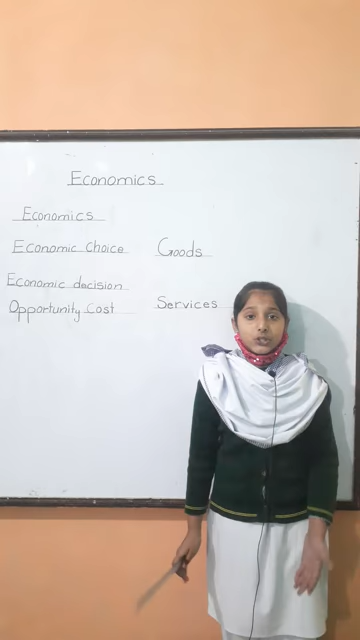 Economics
Economics
Economic choice
Goods
Economic decision
Opportunity cost
Services